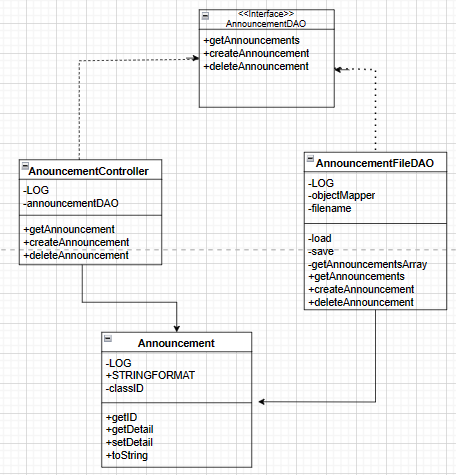 <<Interface>>
AnnouncementDAO
+getAnnouncements
+createAnnouncement
+deleteAnnouncement
AnouncementController
-LOG
-announcementDAO
+getAnnouncement
+createAnnouncement
+deleteAnnouncement
AnnouncementFileDAO
-LOG
-objectMapper
-filename
-load
-save
-getAnnouncementsArray
+getAnnouncements
+createAnnouncement
+deleteAnnouncement
Announcement
-LOG
+STRINGFORMAT
-classID
+getID
+getDetail
+setDetail
+toString